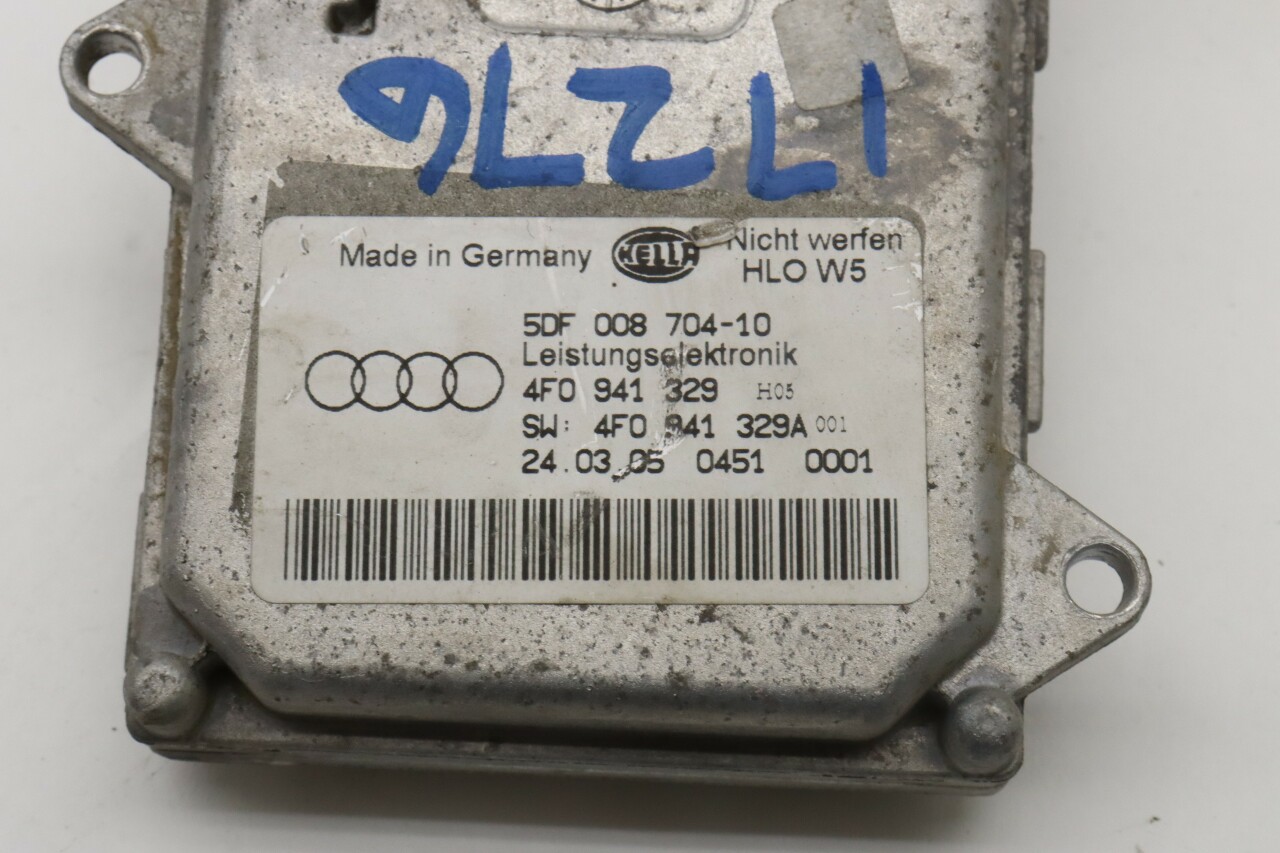 17276
Made in Germany HELLA Nicht werfen
HLO W5
5DF 008 704-10
Leistungselektronik
4F0 941 329 H05
SW: 4F0 941 329A 001
24.03.05 0451 0001